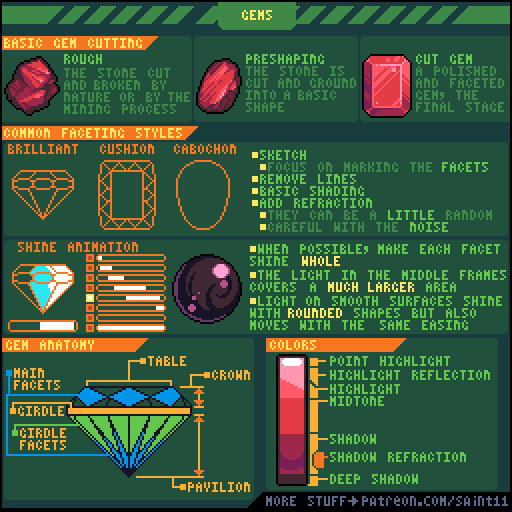 GEMS
BASIC GEM CUTTING
ROUGH
THE STONE CUT
AND BROKEN BY
NATURE OR BY THE
MINING PROCESS
PRESHAPING
THE STONE IS
CUT AND GROUND
INTO A BASIC
SHAPE
CUT GEM
A POLISHED
AND FACETED
GEM, THE
FINAL STAGE
COMMON FACETING STYLES
BRILLIANT
CUSHION
CABOCHON
SKETCH
FOCUS ON MARKING THE FACETS
REMOVE LINES
BASIC SHADING
ADD REFRACTION
THEY CAN BE A LITTLE RANDOM
CAREFUL WITH THE NOISE
SHINE ANIMATION
WHEN POSSIBLE, MAKE EACH FACET
SHINE WHOLE
THE LIGHT IN THE MIDDLE FRAMES
COVERS A MUCH LARGER AREA
LIGHT ON SMOOTH SURFACES SHINE
WITH ROUNDED SHAPES BUT ALSO
MOVES WITH THE SAME EASING
GEM ANATOMY
TABLE
CROWN
MAIN
FACETS
GIRDLE
GIRDLE
FACETS
PAVILION
COLORS
POINT HIGHLIGHT
HIGHLIGHT REFLECTION
HIGHLIGHT
MIDTONE
SHADOW
SHADOW REFRACTION
DEEP SHADOW
MORE STUFF→PATREON.COM/SAINT11